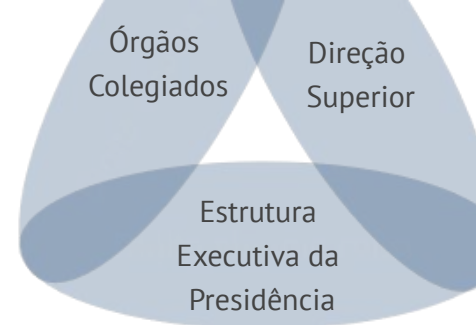 Órgãos
Colegiados
Direção
Superior
Estrutura
Executiva da
Presidência